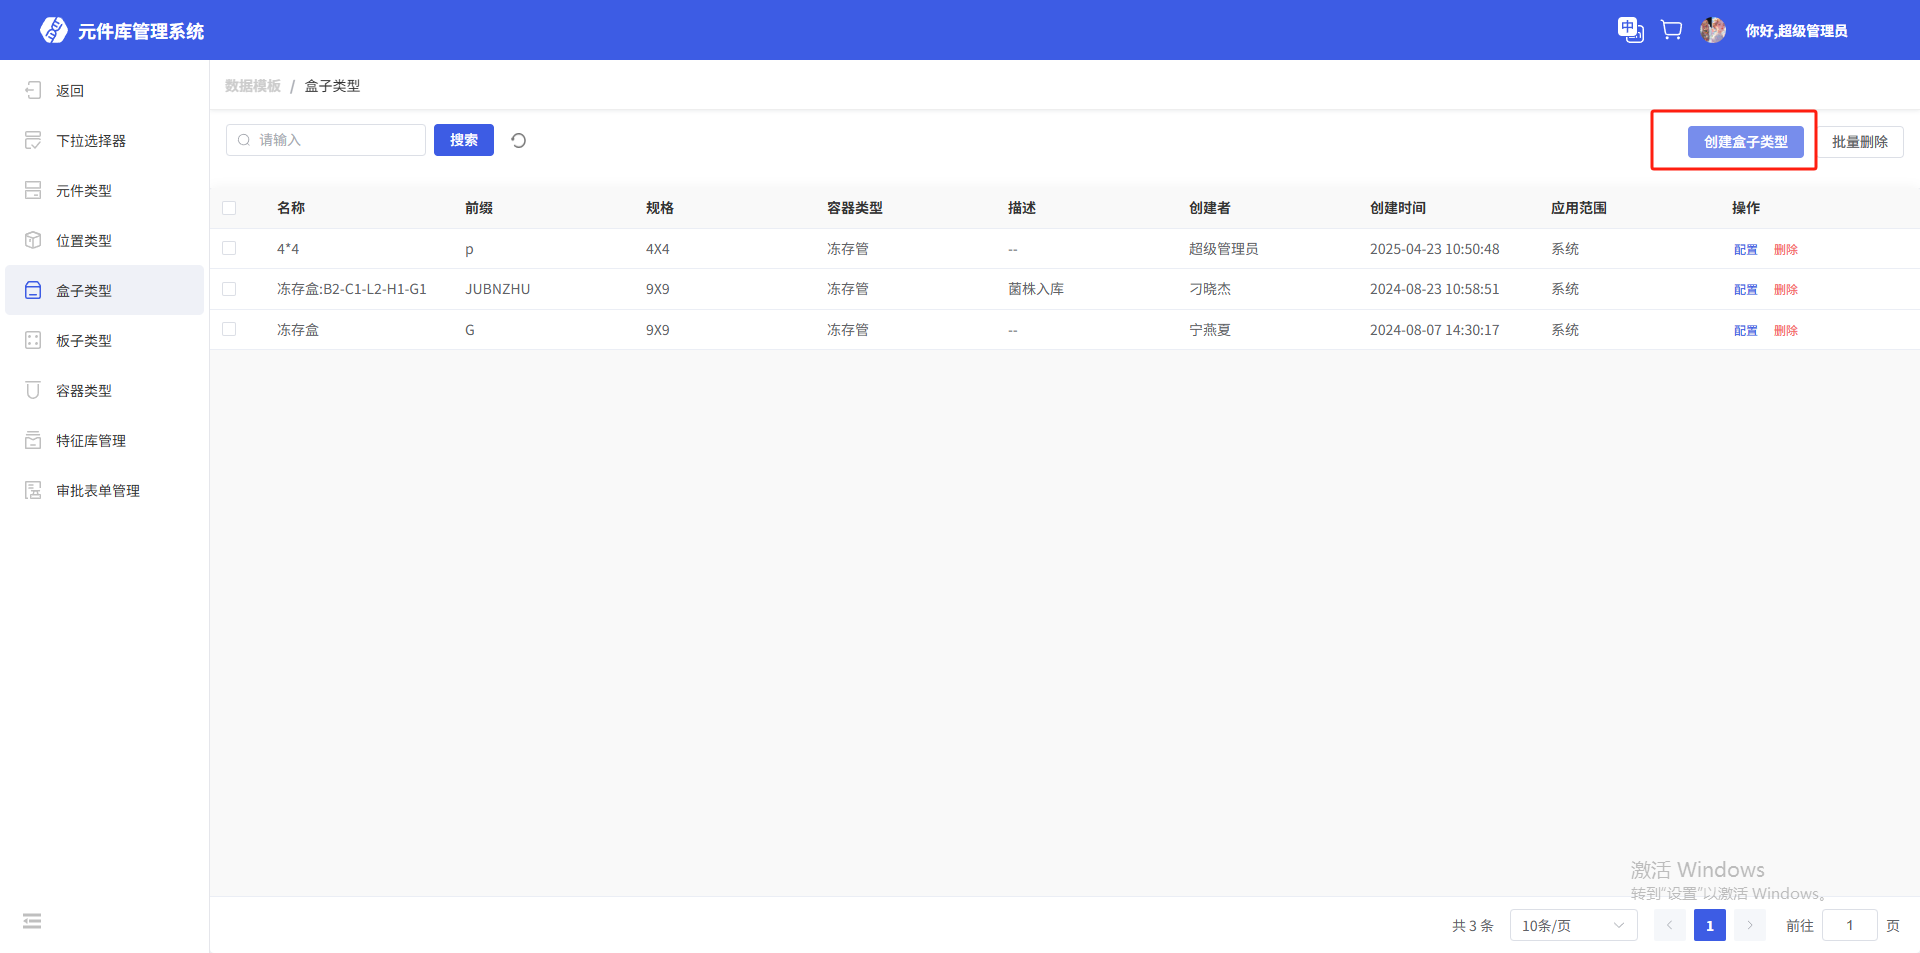 元件库管理系统
中
你好,超级管理员
返回
下拉选择器
元件类型
位置类型
盒子类型
板子类型
容器类型
特征库管理
审批表单管理
数据模板 / 盒子类型
请输入 搜索
创建盒子类型 批量删除
名称 前缀 规格 容器类型 描述 创建者 创建时间 应用范围 操作
4*4 p 4X4 冻存管 -- 超级管理员 2025-04-23 10:50:48 系统 配置 删除
冻存盒:B2-C1-L2-H1-G1 JUBNZHU 9X9 冻存管 菌株入库 刁晓杰 2024-08-23 10:58:51 系统 配置 删除
冻存盒 G 9X9 冻存管 -- 宁燕夏 2024-08-07 14:30:17 系统 配置 删除
激活 Windows
转到"设置"以激活 Windows。
共 3 条 10条/页 1 前往 1 页